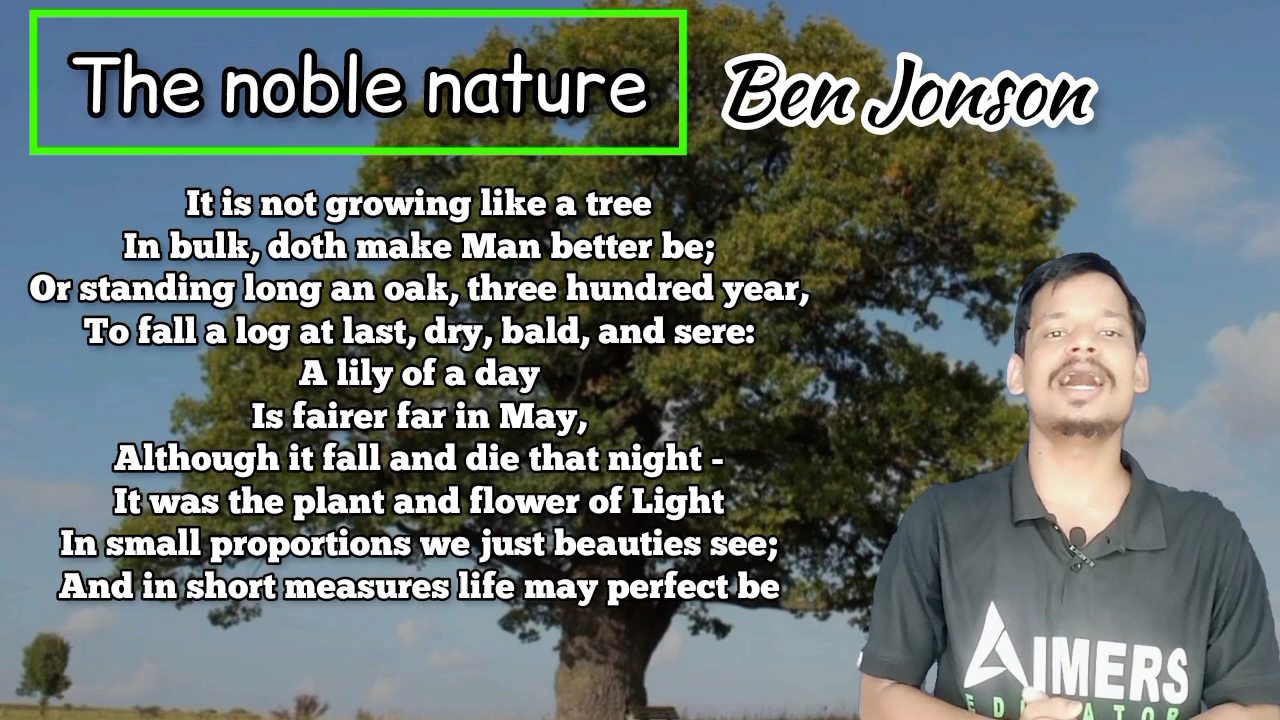 The noble nature
Ben Jonson
It is not growing like a tree
In bulk, doth make Man better be;
Or standing long an oak, three hundred year,
To fall a log at last, dry, bald, and sere:
A lily of a day
Is fairer far in May,
Although it fall and die that night -
It was the plant and flower of Light
In small proportions we just beauties see;
And in short measures life may perfect be
AIMERS